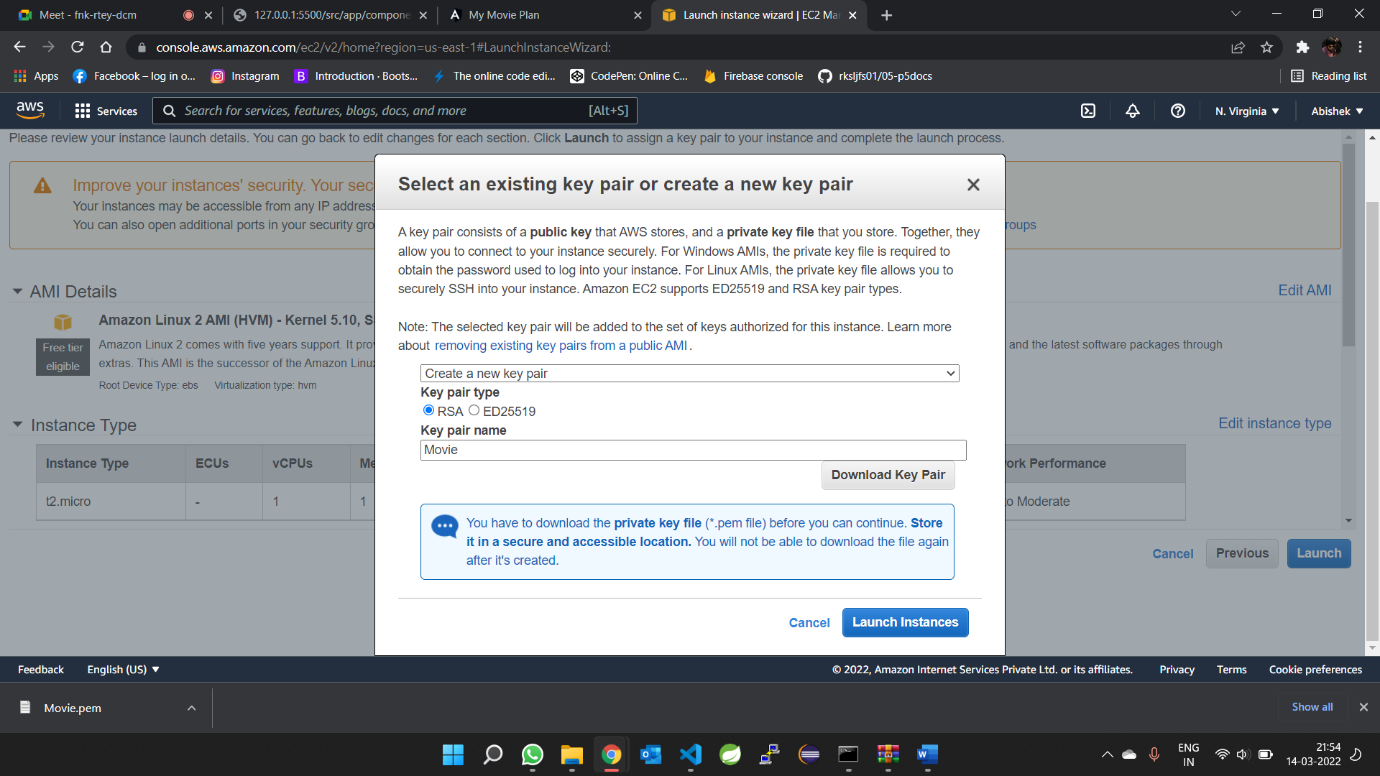 Meet - fnk-rtey-dcm
127.0.0.1:5500/src/app/compone
My Movie Plan
Launch instance wizard | EC2 Ma
console.aws.amazon.com/ec2/v2/home?region=us-east-1#LaunchInstanceWizard:
Apps
Facebook – log in o...
Instagram
Introduction · Boots...
The online code edi...
CodePen: Online C...
Firebase console
rksljfs01/05-p5docs
Reading list
aws
Services
Search for services, features, blogs, docs, and more
[Alt+S]
N. Virginia
Abishek
Please review your instance launch details. You can go back to edit changes for each section. Click Launch to assign a key pair to your instance and complete the launch process.
Improve your instances' security. Your sec
Your instances may be accessible from any IP address
You can also open additional ports in your security gro
roups
AMI Details
Edit AMI
Amazon Linux 2 AMI (HVM) - Kernel 5.10, S
Free tier
eligible
Amazon Linux 2 comes with five years support. It pro
and the latest software packages through
extras. This AMI is the successor of the Amazon Linu
Root Device Type: ebs
Virtualization type: hvm
Instance Type
Edit instance type
Instance Type
ECUs
vCPUs
Me
ork Performance
t2.micro
-
1
1
o Moderate
Cancel
Previous
Launch
Select an existing key pair or create a new key pair
A key pair consists of a public key that AWS stores, and a private key file that you store. Together, they
allow you to connect to your instance securely. For Windows AMIs, the private key file is required to
obtain the password used to log into your instance. For Linux AMIs, the private key file allows you to
securely SSH into your instance. Amazon EC2 supports ED25519 and RSA key pair types.
Note: The selected key pair will be added to the set of keys authorized for this instance. Learn more
about removing existing key pairs from a public AMI .
Create a new key pair
Key pair type
RSA
ED25519
Key pair name
Movie
Download Key Pair
You have to download the private key file (*.pem file) before you can continue. Store
it in a secure and accessible location. You will not be able to download the file again
after it's created.
Cancel
Launch Instances
Feedback
English (US)
© 2022, Amazon Internet Services Private Ltd. or its affiliates.
Privacy
Terms
Cookie preferences
Movie.pem
Show all
ENG
IN
21:54
14-03-2022